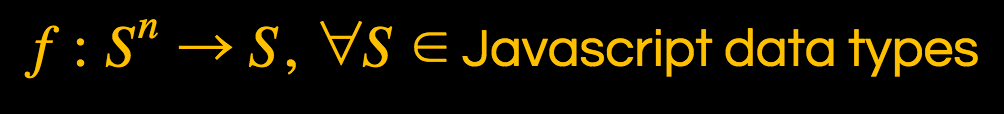 f : Sⁿ → S, ∀S ∈ Javascript data types